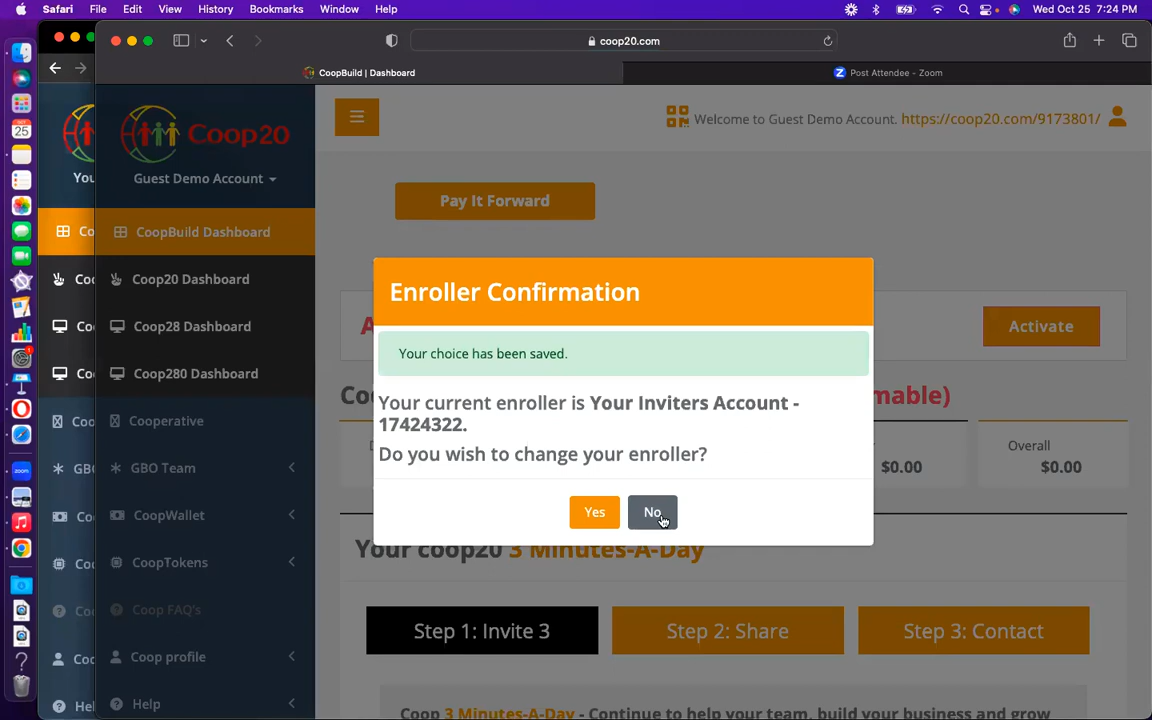 Safari File Edit View History Bookmarks Window Help Wed Oct 25 7:24 PM
coop20.com
CoopBuild | Dashboard
Post Attendee - Zoom
Coop20
Guest Demo Account
CoopBuild Dashboard
Coop20 Dashboard
Coop28 Dashboard
Coop280 Dashboard
Cooperative
GBO Team
CoopWallet
CoopTokens
Coop FAQ's
Coop profile
Help
Welcome to Guest Demo Account. https://coop20.com/9173801/
Pay It Forward
Activate
Enroller Confirmation
Your choice has been saved.
Your current enroller is Your Inviters Account -
17424322.
Do you wish to change your enroller?
Yes No
Overall
$0.00 $0.00
Your coop20 3 Minutes-A-Day
Step 1: Invite 3 Step 2: Share Step 3: Contact
Coop 3 Minutes-A-Day - Continue to help your team, build your business and grow